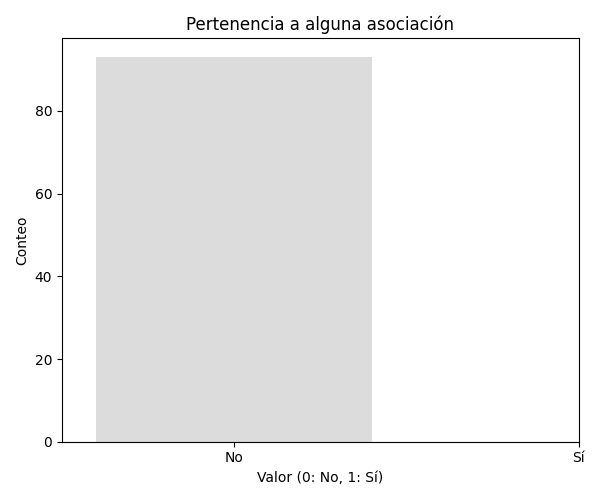 Pertenencia a alguna asociación
Conteo
80
60
40
20
0
No
Sí
Valor (0: No, 1: Sí)